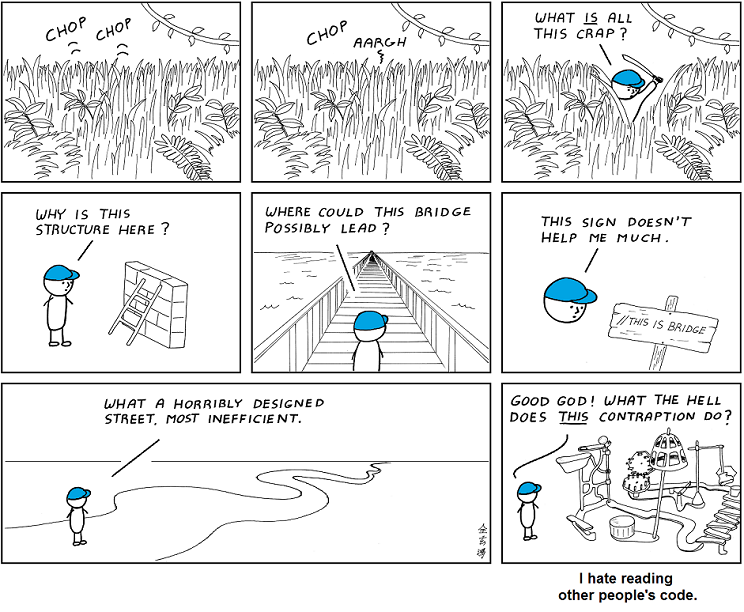 CHOP
CHOP
CHOP
AARGH
WHAT IS ALL
THIS CRAP?
WHY IS THIS
STRUCTURE HERE?
WHERE COULD THIS BRIDGE
POSSIBLY LEAD?
THIS SIGN DOESN'T
HELP ME MUCH.
//THIS IS BRIDGE
WHAT A HORRIBLY DESIGNED
STREET, MOST INEFFICIENT.
GOOD GOD! WHAT THE HELL
DOES THIS CONTRAPTION DO?
I hate reading
other people's code.